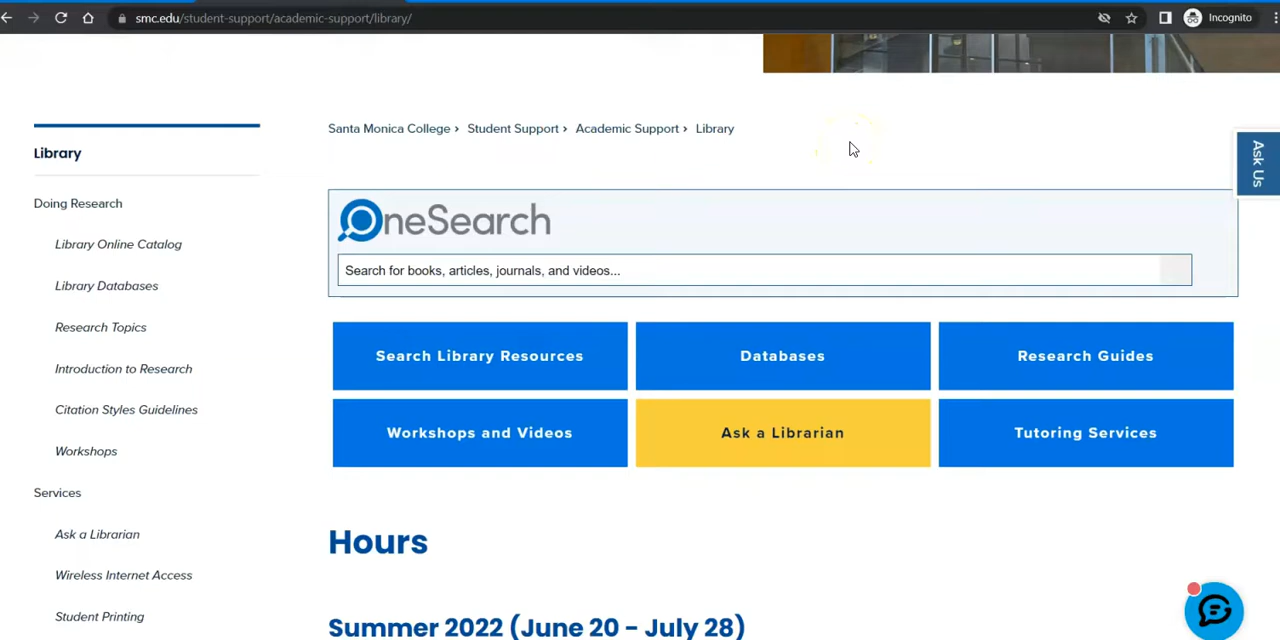 smc.edu/student-support/academic-support/library/
Incognito
Santa Monica College › Student Support › Academic Support › Library
Ask Us
Library
Doing Research
Library Online Catalog
Library Databases
Research Topics
Introduction to Research
Citation Styles Guidelines
Workshops
Services
Ask a Librarian
Wireless Internet Access
Student Printing
OneSearch
Search for books, articles, journals, and videos...
Search Library Resources
Databases
Research Guides
Workshops and Videos
Ask a Librarian
Tutoring Services
Hours
Summer 2022 (June 20 - July 28)